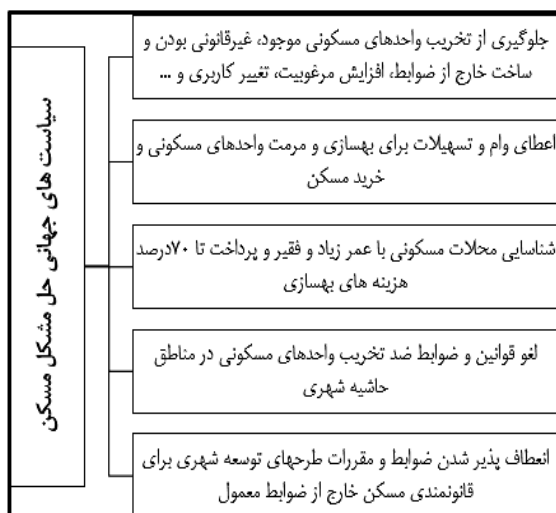 سیاست های جهانی حل مشکل مسکن
جلوگیری از تخریب واحدهای مسکونی موجود، غیرقانونی بودن و
ساخت خارج از ضوابط، افزایش مرغوبیت، تغییر کاربری و ...
اعطای وام و تسهیلات برای بهسازی و مرمت واحدهای مسکونی و
خرید مسکن
شناسایی محلات مسکونی با عمر زیاد و فقیر و پرداخت تا ۷۰درصد
هزینه های بهسازی
لغو قوانین و ضوابط ضد تخریب واحدهای مسکونی در مناطق
حاشیه شهری
انعطاف پذیر شدن ضوابط و مقررات طرحهای توسعه شهری برای
قانونمندی مسکن خارج از ضوابط معمول